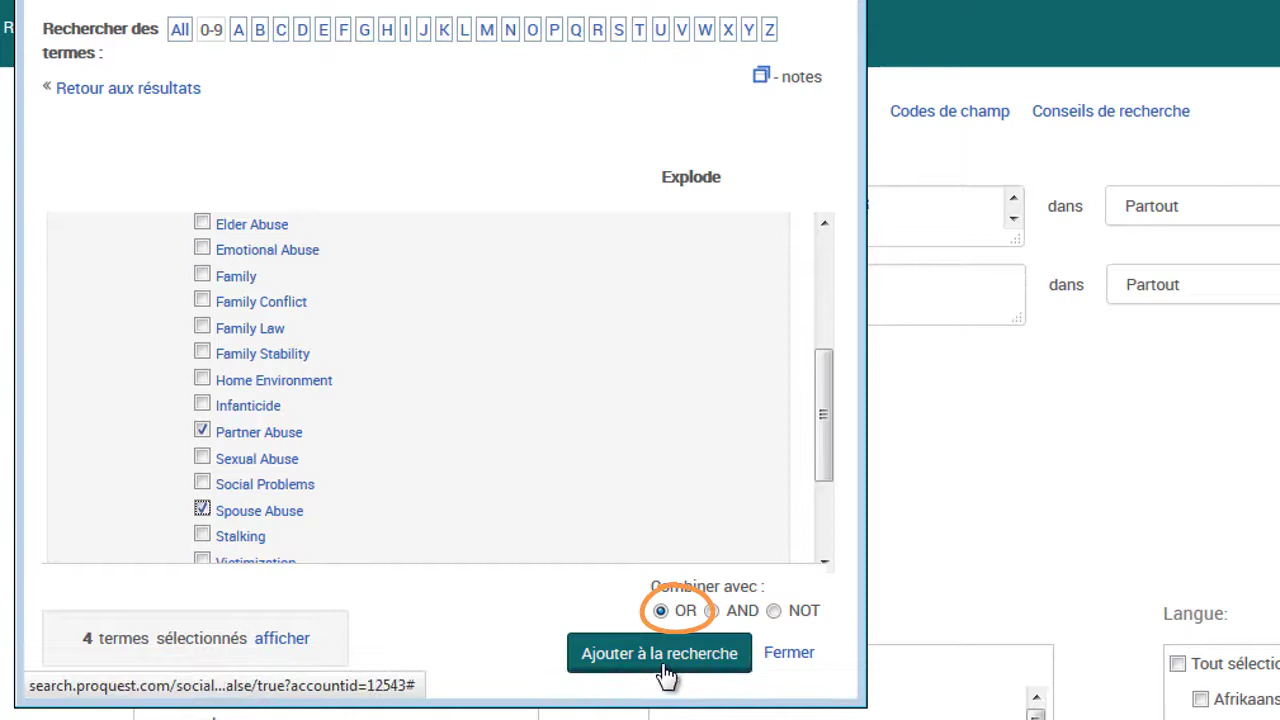 R
Rechercher des termes :
All 0-9 A B C D E F G H I J K L M N O P Q R S T U V W X Y Z
« Retour aux résultats
- notes
Codes de champ
Conseils de recherche
Explode
dans
Partout
dans
Partout
Elder Abuse
Emotional Abuse
Family
Family Conflict
Family Law
Family Stability
Home Environment
Infanticide
Partner Abuse
Sexual Abuse
Social Problems
Spouse Abuse
Stalking
Victimization
Combiner avec :
OR AND NOT
4 termes sélectionnés afficher
Ajouter à la recherche
Fermer
search.proquest.com/social...alse/true?accountid=12543#
Langue:
Tout sélectio
Afrikaans